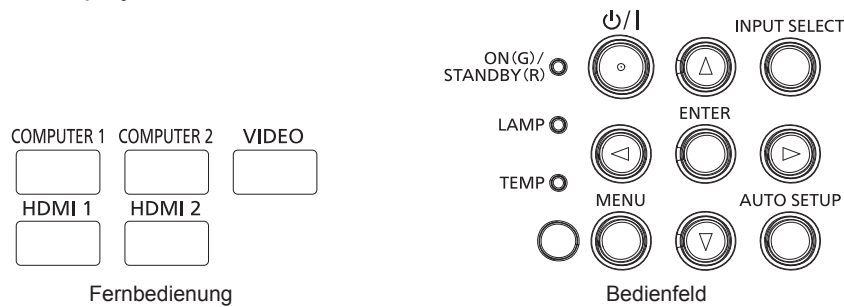 COMPUTER 1 COMPUTER 2 VIDEO
HDMI 1 HDMI 2
Fernbedienung
⏻/I INPUT SELECT
ON(G)/
STANDBY(R)
LAMP ENTER
TEMP
MENU AUTO SETUP
Bedienfeld